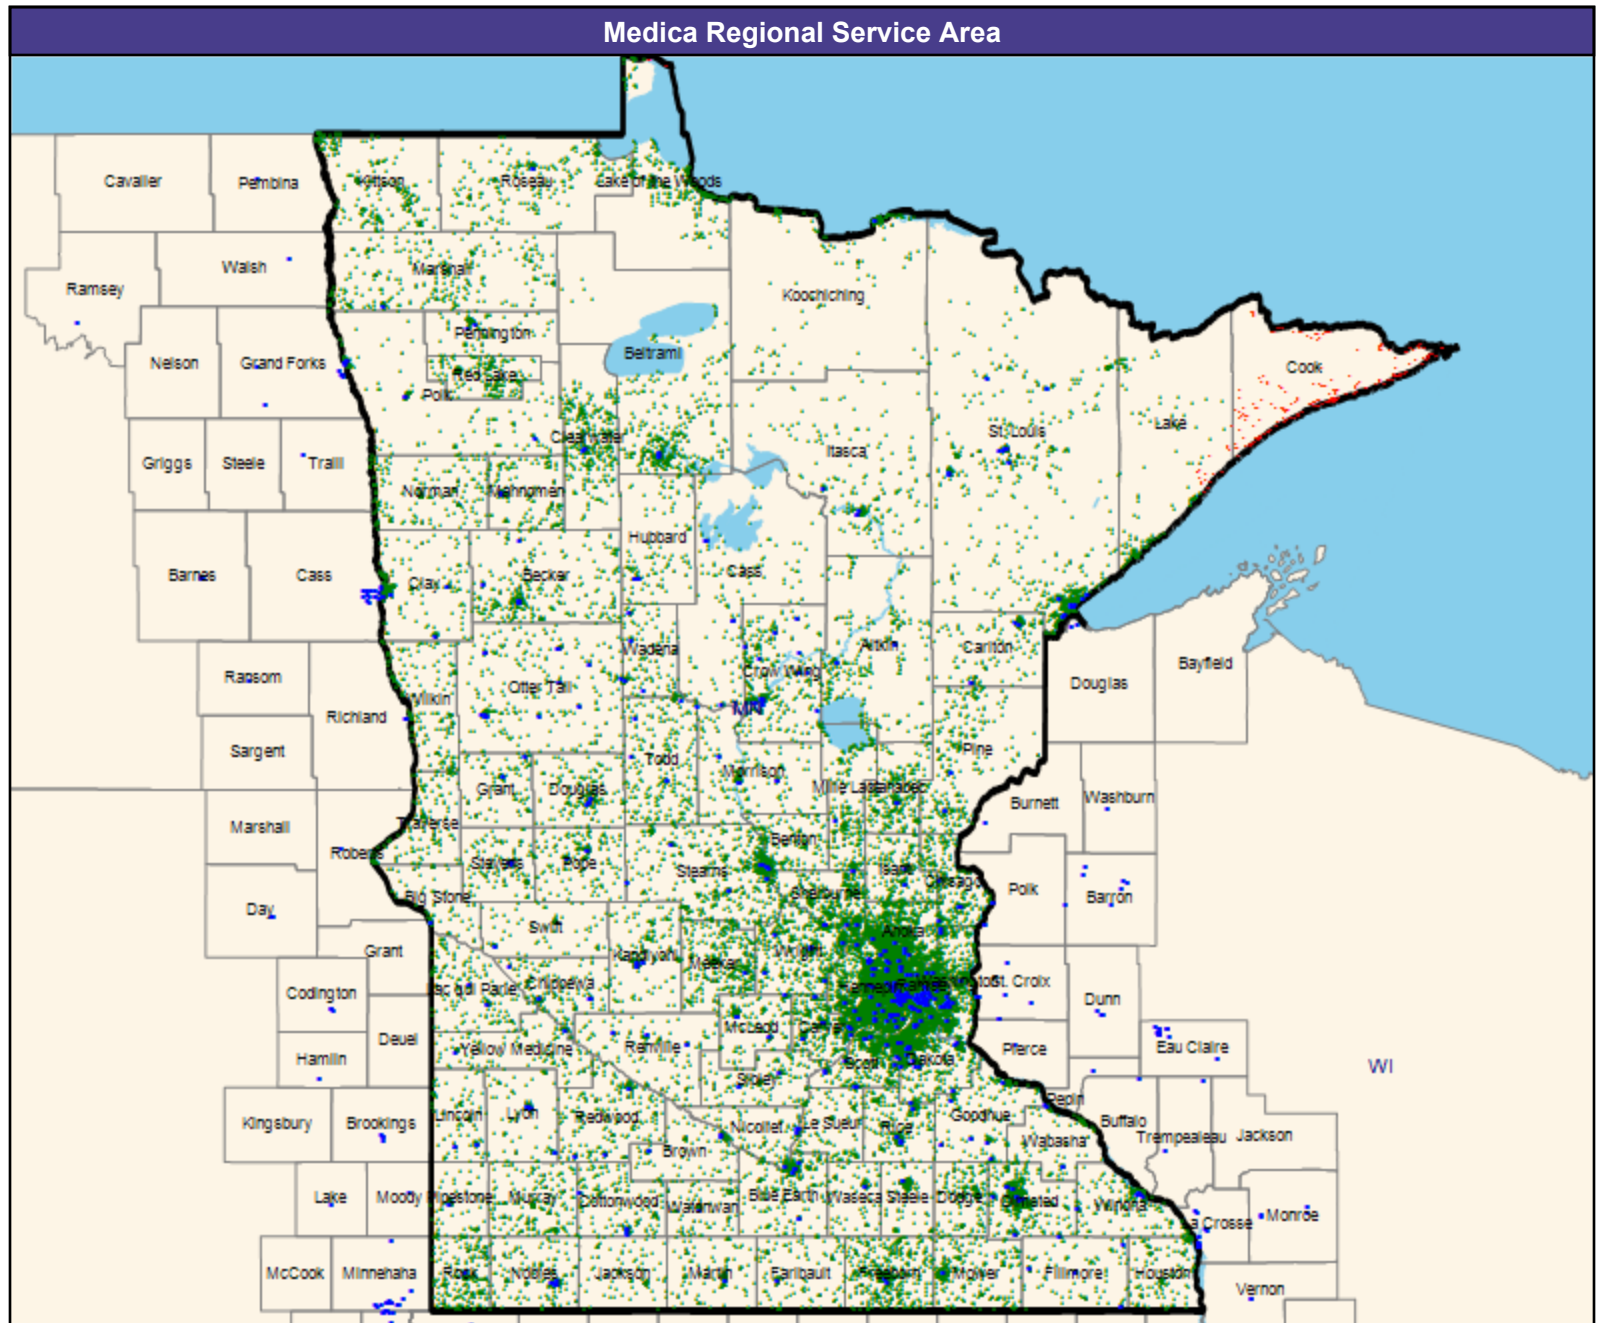 Medica Regional Service Area
Cavalier
Pembina
Kittson
Roseau
Lake of the Woods
Ramsey
Walsh
Marshall
Koochiching
Nelson
Grand Forks
Pennington
Red Lake
Polk
Beltrami
Cook
Griggs
Steele
Traill
Clearwater
Itasca
St. Louis
Lake
Norman
Mahnomen
Hubbard
Barnes
Cass
Clay
Becker
Cass
Ransom
Richland
Wilkin
Otter Tail
Wadena
Crow Wing
Aitkin
Carlton
Douglas
Bayfield
MN
Sargent
Grant
Douglas
Todd
Morrison
Mille Lacs
Kanabec
Pine
Burnett
Washburn
Marshall
Roberts
Traverse
Stevens
Pope
Stearns
Benton
Sherburne
Isanti
Chisago
Polk
Barron
Day
Big Stone
Grant
Swift
Kandiyohi
Meeker
Wright
Anoka
Codington
Lac qui Parle
Chippewa
Hennepin
Ramsey
St. Croix
Dunn
Deuel
Hamlin
Yellow Medicine
Renville
McLeod
Carver
Sibley
Scott
Dakota
Pierce
Eau Claire
WI
Kingsbury
Brookings
Lincoln
Lyon
Redwood
Brown
Nicollet
Le Sueur
Rice
Goodhue
Wabasha
Pepin
Buffalo
Trempealeau
Jackson
Lake
Moody
Pipestone
Murray
Cottonwood
Watonwan
Blue Earth
Waseca
Steele
Dodge
Olmsted
Winona
La Crosse
Monroe
McCook
Minnehaha
Rock
Nobles
Jackson
Martin
Faribault
Freeborn
Mower
Fillmore
Houston
Vernon